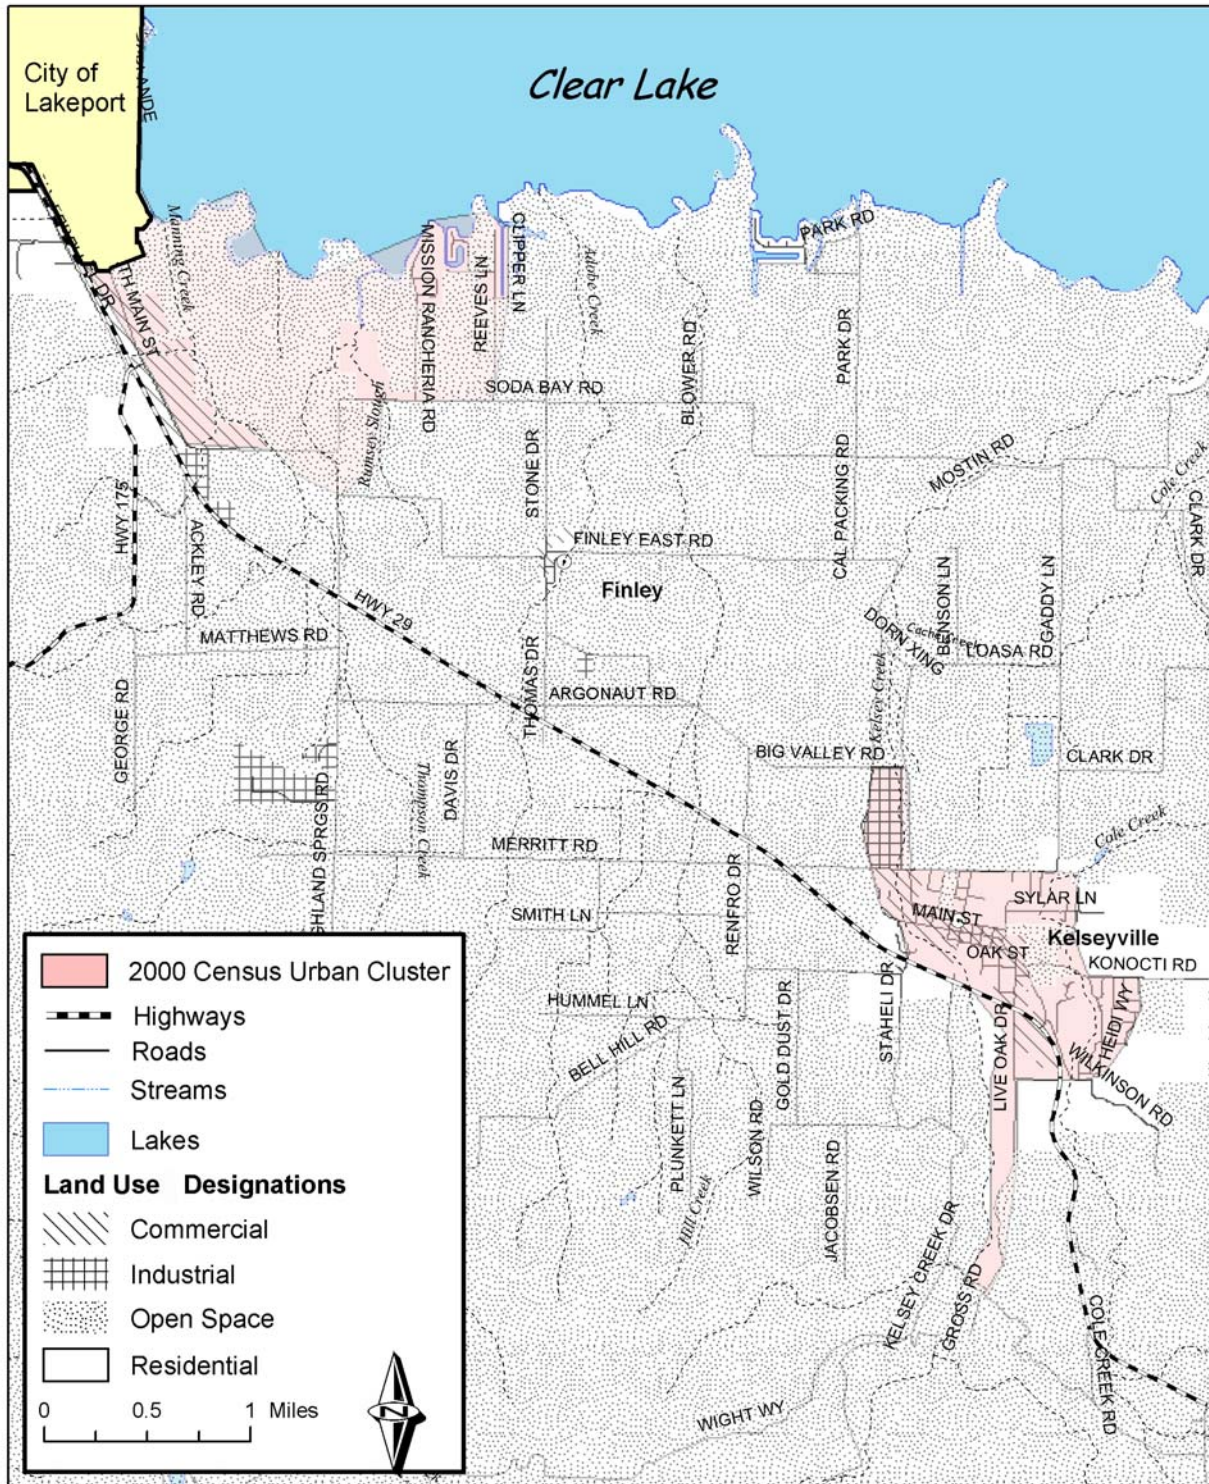 City of
Lakeport
Clear Lake
Manning Creek
MAIN ST
DR
MISSION RANCHERIA RD
REEVES LN
CLIPPER LN
Adobe Creek
BLOWER RD
PARK RD
PARK DR
SODA BAY RD
Rumsey Slough
STONE DR
CAL PACKING RD
MOSTIN RD
Cole Creek
CLARK DR
HWY 175
ACKLEY RD
FINLEY EAST RD
Finley
HWY 29
MATTHEWS RD
BENSON LN
GADDY LN
DORN XING
LOASA RD
Kelsey Creek
GEORGE RD
THOMAS DR
ARGONAUT RD
BIG VALLEY RD
CLARK DR
DAVIS DR
Thompson Creek
MERRITT RD
Cole Creek
HLAND SPRGS RD
SMITH LN
RENFRO DR
MAIN ST
SYLAR LN
OAK ST
Kelseyville
KONOCTI RD
HUMMEL LN
BELL HILL RD
GOLD DUST DR
STAHELI DR
LIVE OAK DR
HEIDI WY
WILKINSON RD
PLUNKETT LN
WILSON RD
JACOBSEN RD
Hill Creek
KELSEY CREEK DR
GROSS RD
COLE CREEK RD
WIGHT WY
2000 Census Urban Cluster
Highways
Roads
Streams
Lakes
Land Use Designations
Commercial
Industrial
Open Space
Residential
0 0.5 1 Miles
N